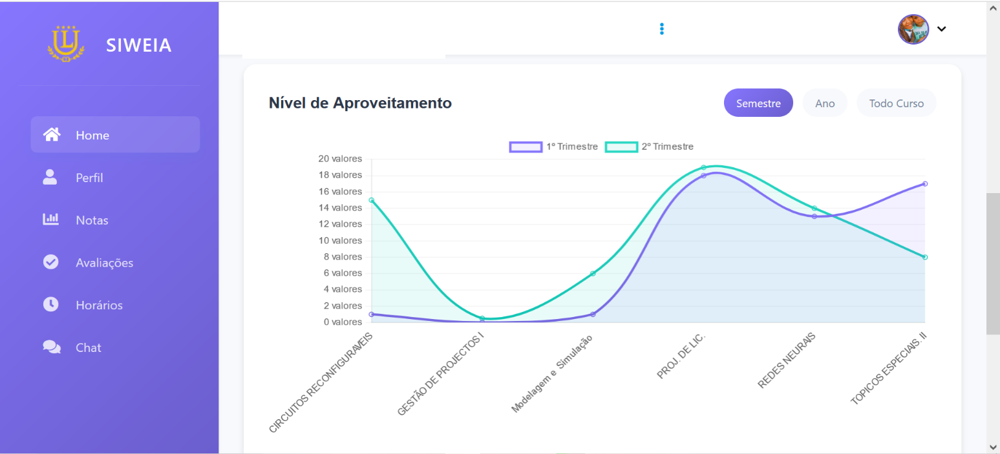 SIWEIA
Home
Perfil
Notas
Avaliações
Horários
Chat
Nível de Aproveitamento
Semestre
Ano
Todo Curso
1º Trimestre
2º Trimestre
20 valores
18 valores
16 valores
14 valores
12 valores
10 valores
8 valores
6 valores
4 valores
2 valores
0 valores
CIRCUITOS RECONFIGURAVEIS
GESTÃO DE PROJECTOS I
Modelagem e Simulação
PROJ. DE LIC.
REDES NEURAIS
TOPICOS ESPECIAIS. II